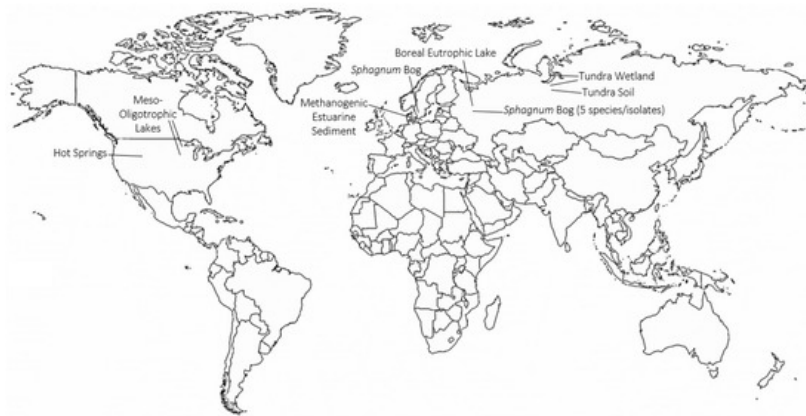 Boreal Eutrophic Lake
Sphagnum Bog
Tundra Wetland
Meso-
Oligotrophic
Lakes
Methanogenic
Estuarine
Sediment
Tundra Soil
Sphagnum Bog (5 species/isolates)
Hot Springs